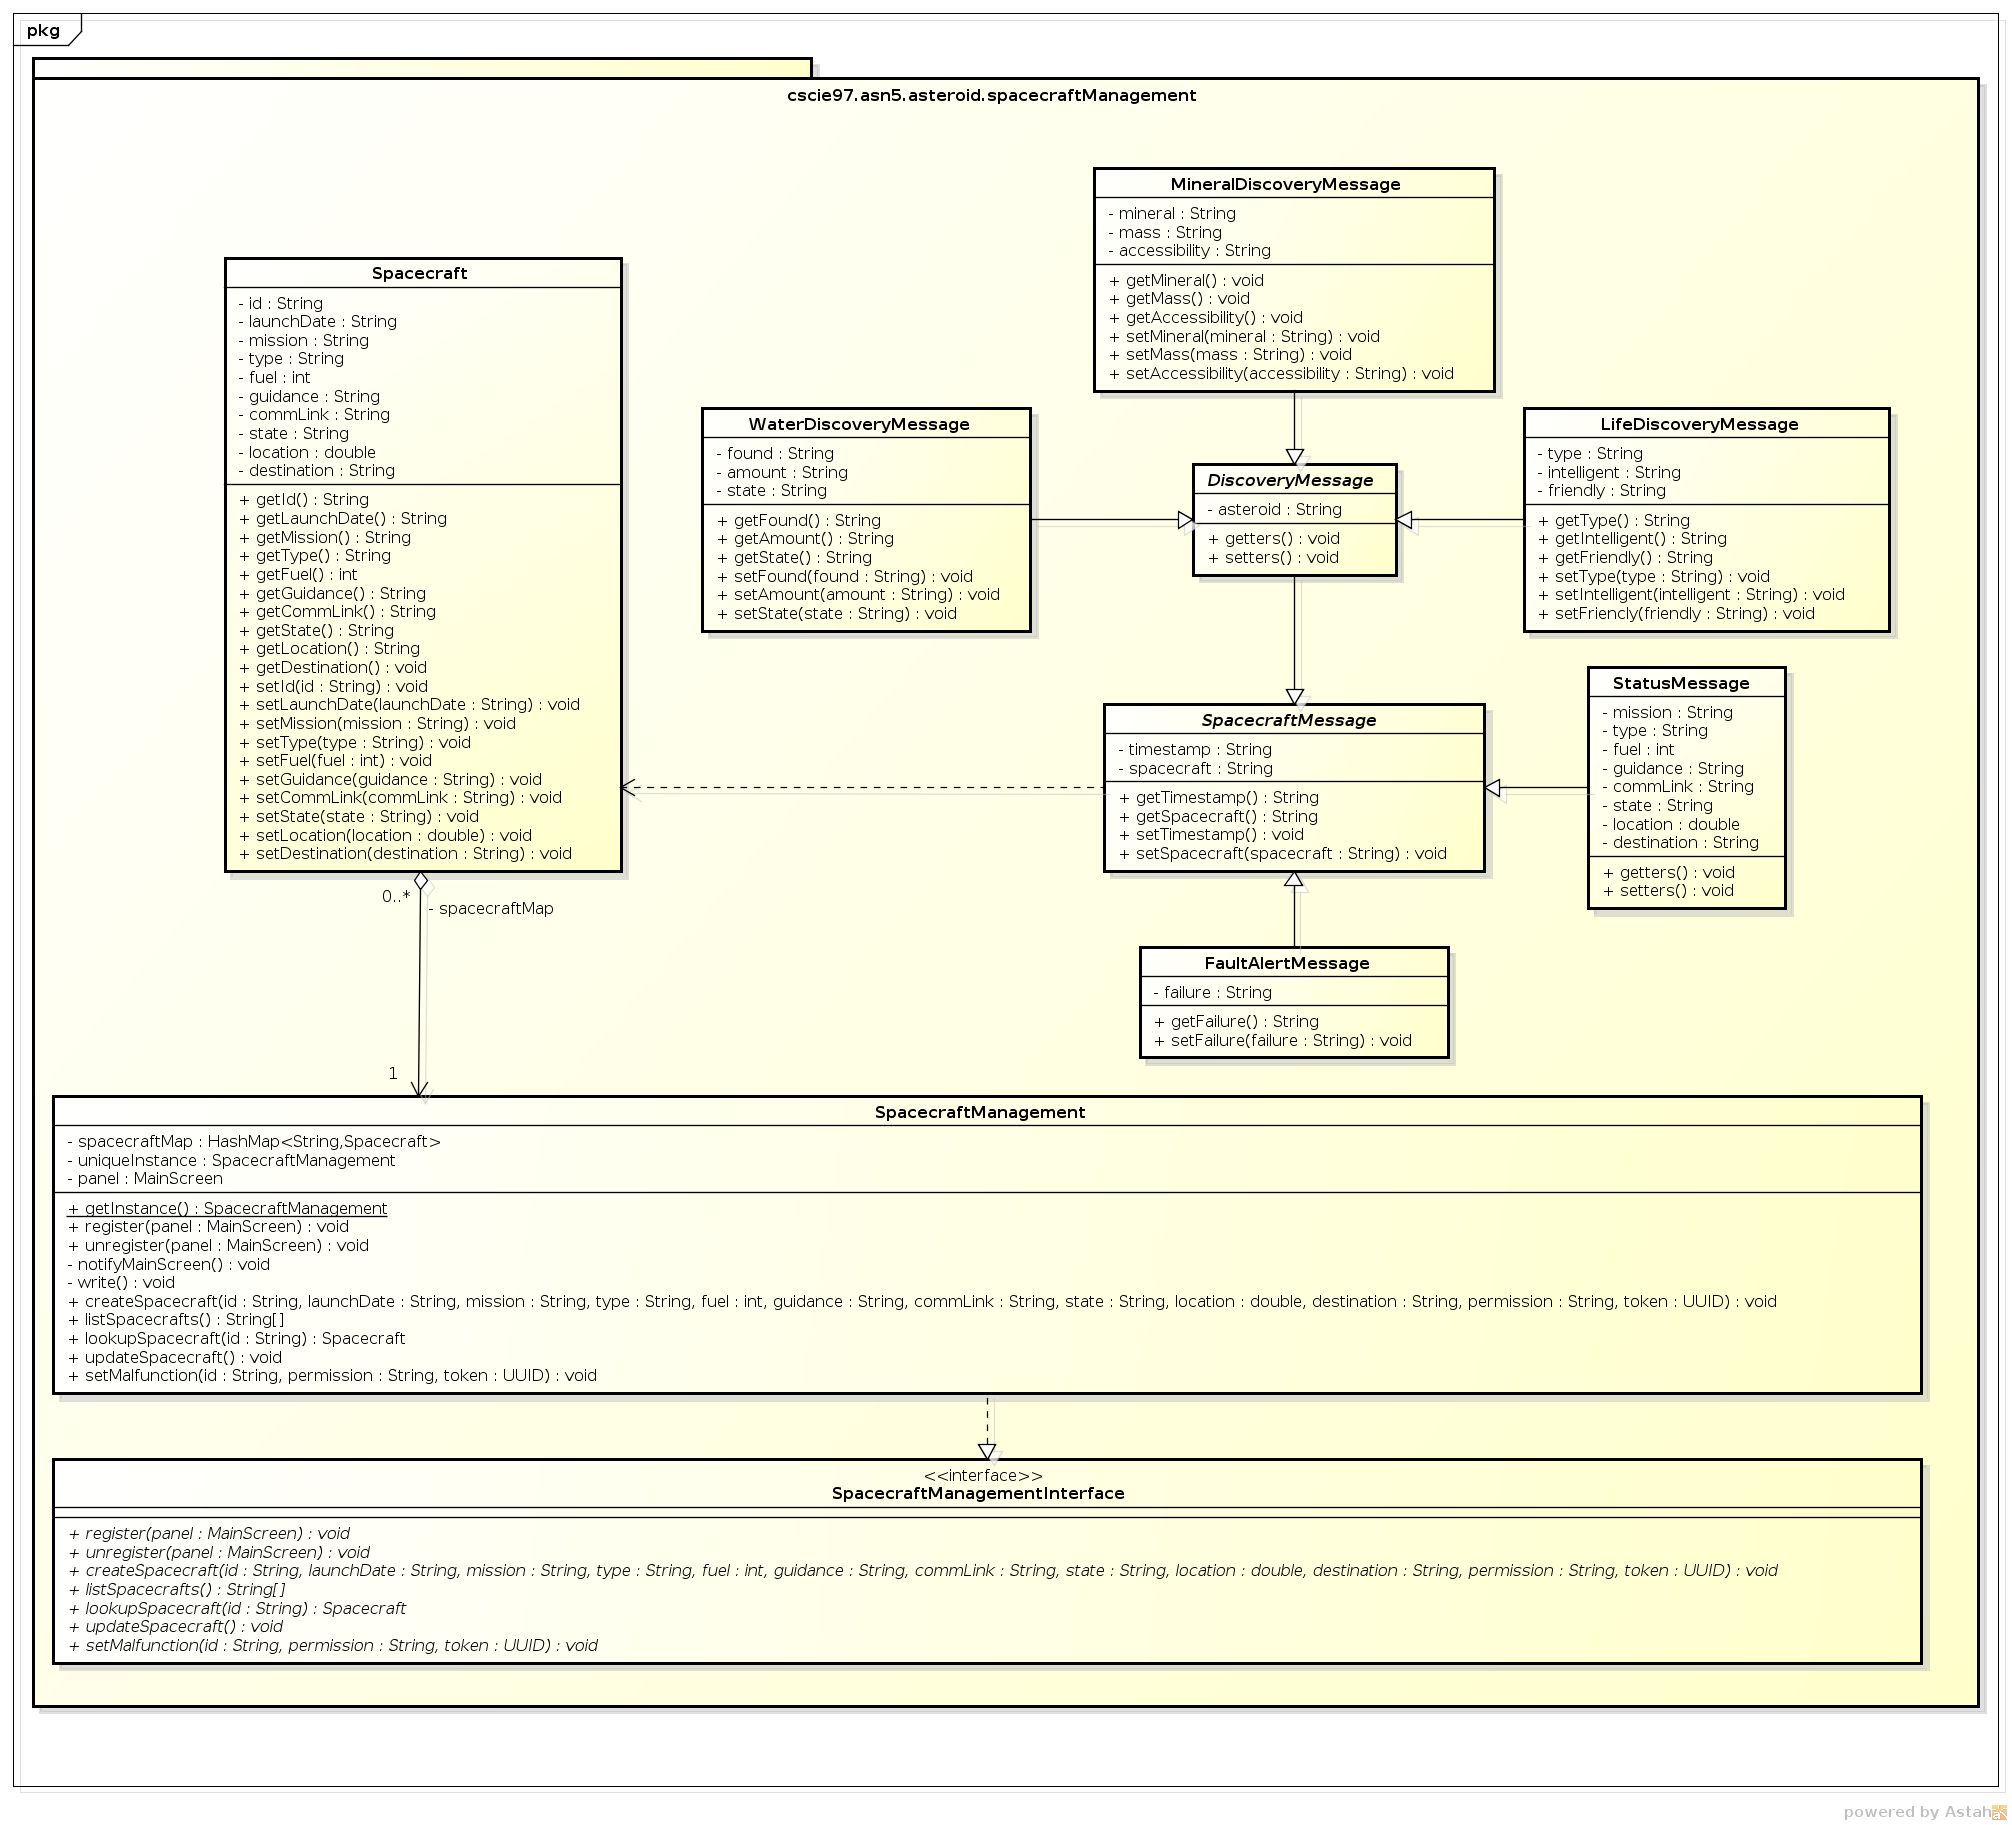 pkg
cscie97.asn5.asteroid.spacecraftManagement
MineralDiscoveryMessage
- mineral : String
- mass : String
- accessibility : String
+ getMineral() : void
+ getMass() : void
+ getAccessibility() : void
+ setMineral(mineral : String) : void
+ setMass(mass : String) : void
+ setAccessibility(accessibility : String) : void
Spacecraft
- id : String
- launchDate : String
- mission : String
- type : String
- fuel : int
- guidance : String
- commLink : String
- state : String
- location : double
- destination : String
+ getId() : String
+ getLaunchDate() : String
+ getMission() : String
+ getType() : String
+ getFuel() : int
+ getGuidance() : String
+ getCommLink() : String
+ getState() : String
+ getLocation() : String
+ getDestination() : void
+ setId(id : String) : void
+ setLaunchDate(launchDate : String) : void
+ setMission(mission : String) : void
+ setType(type : String) : void
+ setFuel(fuel : int) : void
+ setGuidance(guidance : String) : void
+ setCommLink(commLink : String) : void
+ setState(state : String) : void
+ setLocation(location : double) : void
+ setDestination(destination : String) : void
WaterDiscoveryMessage
- found : String
- amount : String
- state : String
+ getFound() : String
+ getAmount() : String
+ getState() : String
+ setFound(found : String) : void
+ setAmount(amount : String) : void
+ setState(state : String) : void
DiscoveryMessage
- asteroid : String
+ getters() : void
+ setters() : void
LifeDiscoveryMessage
- type : String
- intelligent : String
- friendly : String
+ getType() : String
+ getIntelligent() : String
+ getFriendly() : String
+ setType(type : String) : void
+ setIntelligent(intelligent : String) : void
+ setFriencly(friendly : String) : void
SpacecraftMessage
- timestamp : String
- spacecraft : String
+ getTimestamp() : String
+ getSpacecraft() : String
+ setTimestamp() : void
+ setSpacecraft(spacecraft : String) : void
StatusMessage
- mission : String
- type : String
- fuel : int
- guidance : String
- commLink : String
- state : String
- location : double
- destination : String
+ getters() : void
+ setters() : void
0..*
- spacecraftMap
1
FaultAlertMessage
- failure : String
+ getFailure() : String
+ setFailure(failure : String) : void
SpacecraftManagement
- spacecraftMap : HashMap<String,Spacecraft>
- uniqueInstance : SpacecraftManagement
- panel : MainScreen
+ getInstance() : SpacecraftManagement
+ register(panel : MainScreen) : void
+ unregister(panel : MainScreen) : void
- notifyMainScreen() : void
- write() : void
+ createSpacecraft(id : String, launchDate : String, mission : String, type : String, fuel : int, guidance : String, commLink : String, state : String, location : double, destination : String, permission : String, token : UUID) : void
+ listSpacecrafts() : String[]
+ lookupSpacecraft(id : String) : Spacecraft
+ updateSpacecraft() : void
+ setMalfunction(id : String, permission : String, token : UUID) : void
<<interface>>
SpacecraftManagementInterface
+ register(panel : MainScreen) : void
+ unregister(panel : MainScreen) : void
+ createSpacecraft(id : String, launchDate : String, mission : String, type : String, fuel : int, guidance : String, commLink : String, state : String, location : double, destination : String, permission : String, token : UUID) : void
+ listSpacecrafts() : String[]
+ lookupSpacecraft(id : String) : Spacecraft
+ updateSpacecraft() : void
+ setMalfunction(id : String, permission : String, token : UUID) : void
powered by Astah